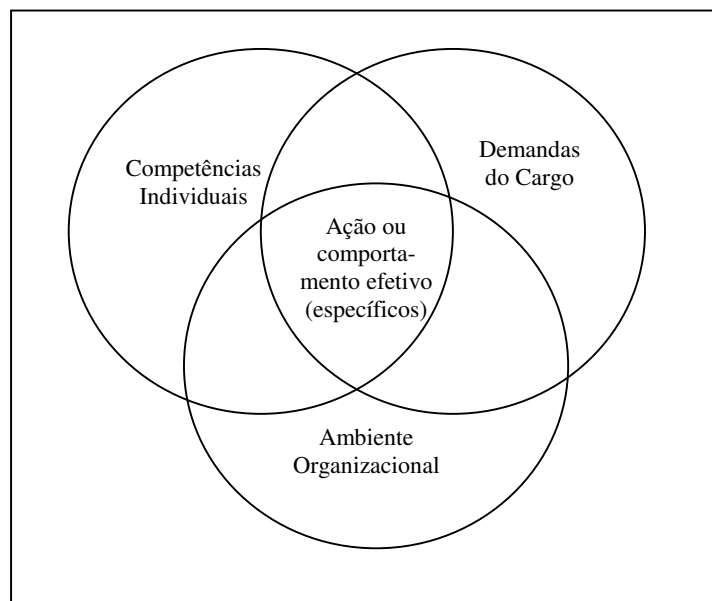 Competências
Individuais
Demandas
do Cargo
Ação ou
comporta-
mento efetivo
(específicos)
Ambiente
Organizacional